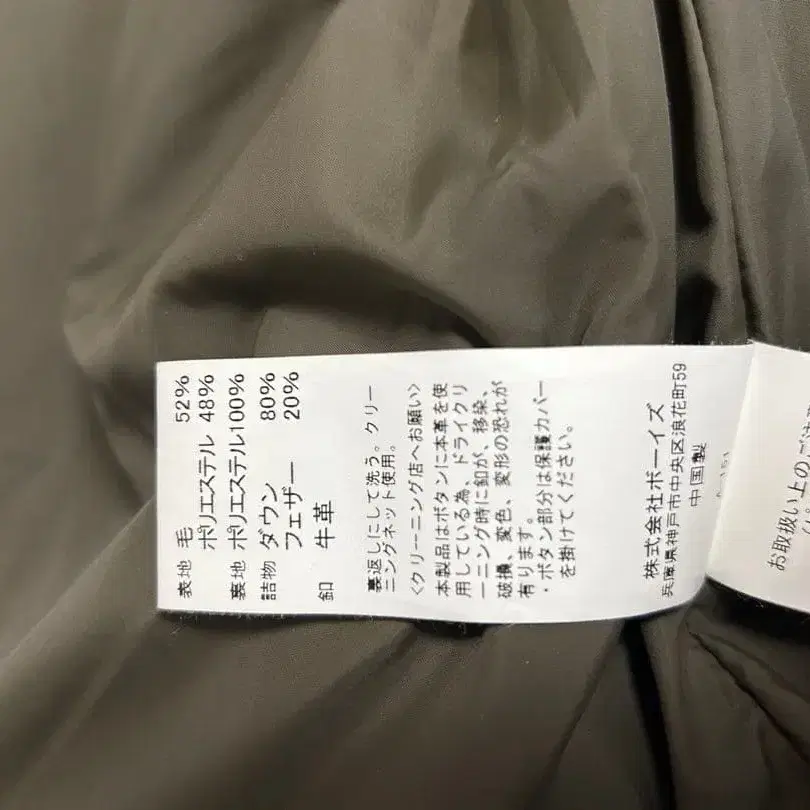 表地 毛 52%
ポリエステル 48%
裏地 ポリエステル100%
詰物 ダウン 80%
フェザー 20%
釦 牛革
裏返しにして洗う。クリー
ニングネット使用。
<クリーニング店へお願い>
本製品はボタンに本革を使
用している為、ドライクリ
ーニング時に釦が、移染、
破損、変色、変形の恐れが
有ります。
・ボタン部分は保護カバー
を掛けてください。
株式会社ボーイズ
兵庫県神戸市中央区浪花町59
中国製
お取扱い上のご注